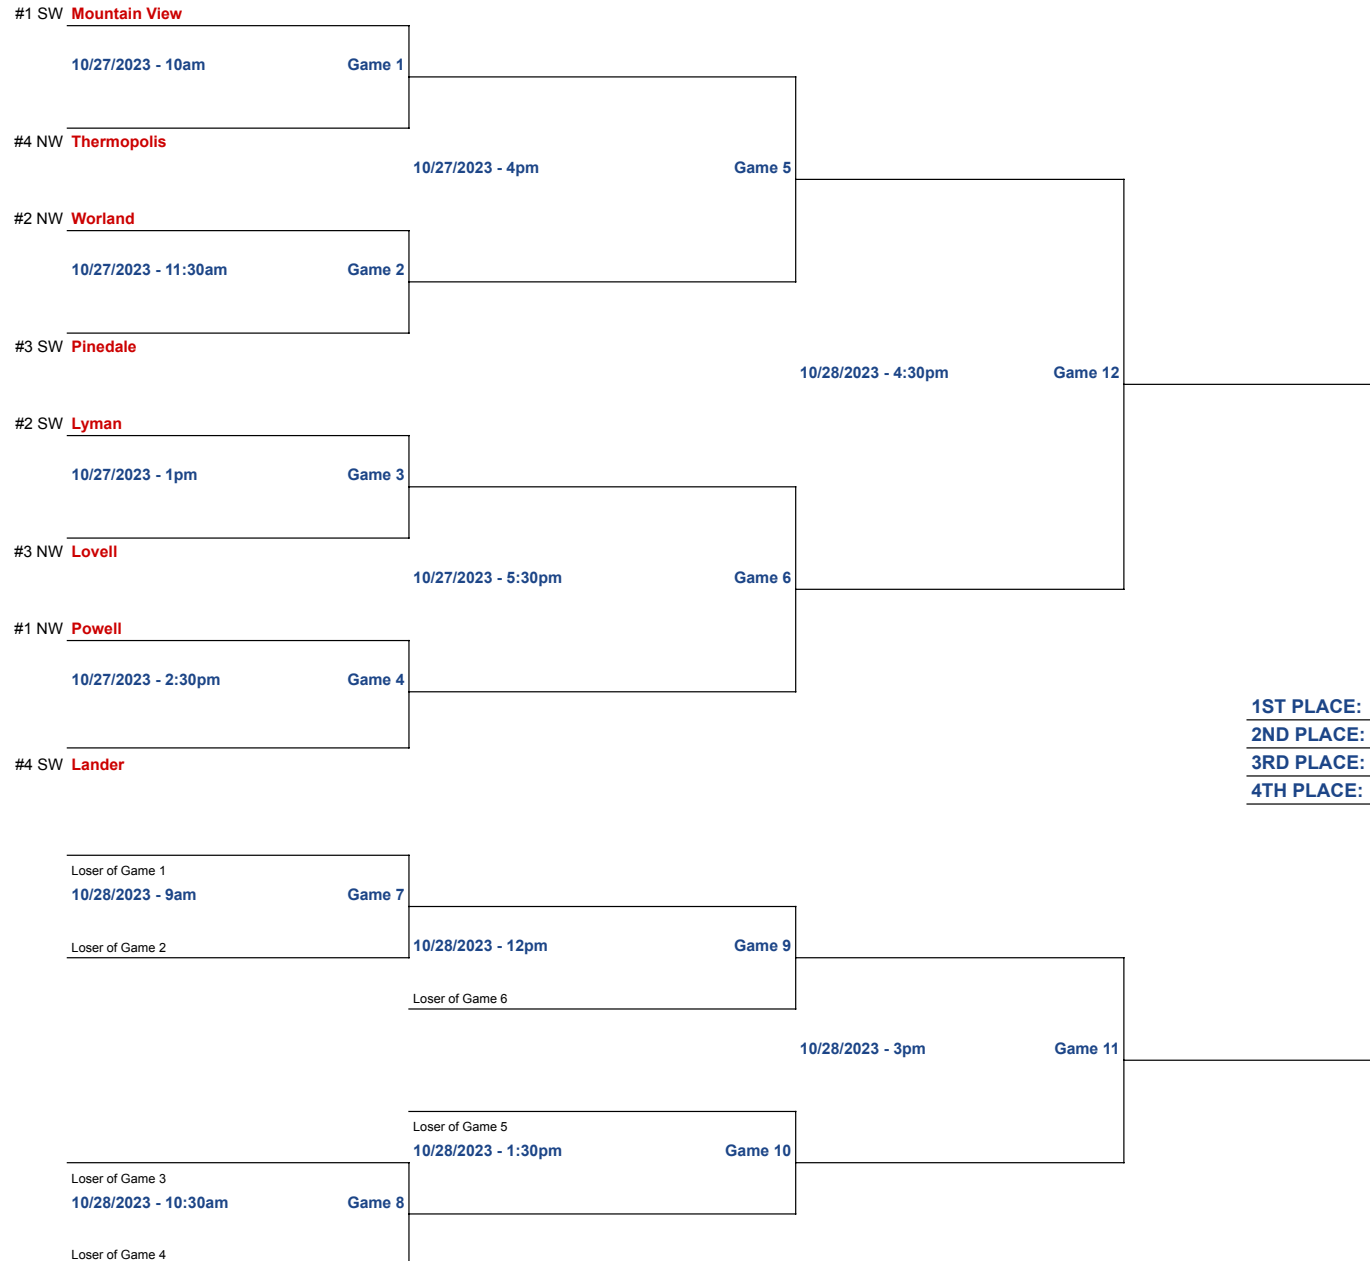 #1 SW Mountain View
10/27/2023 - 10am Game 1
#4 NW Thermopolis
10/27/2023 - 4pm Game 5
#2 NW Worland
10/27/2023 - 11:30am Game 2
#3 SW Pinedale
10/28/2023 - 4:30pm Game 12
#2 SW Lyman
10/27/2023 - 1pm Game 3
#3 NW Lovell
10/27/2023 - 5:30pm Game 6
#1 NW Powell
10/27/2023 - 2:30pm Game 4
1ST PLACE:
2ND PLACE:
#4 SW Lander
3RD PLACE:
4TH PLACE:
Loser of Game 1
10/28/2023 - 9am Game 7
Loser of Game 2
10/28/2023 - 12pm Game 9
Loser of Game 6
10/28/2023 - 3pm Game 11
Loser of Game 5
10/28/2023 - 1:30pm Game 10
Loser of Game 3
10/28/2023 - 10:30am Game 8
Loser of Game 4